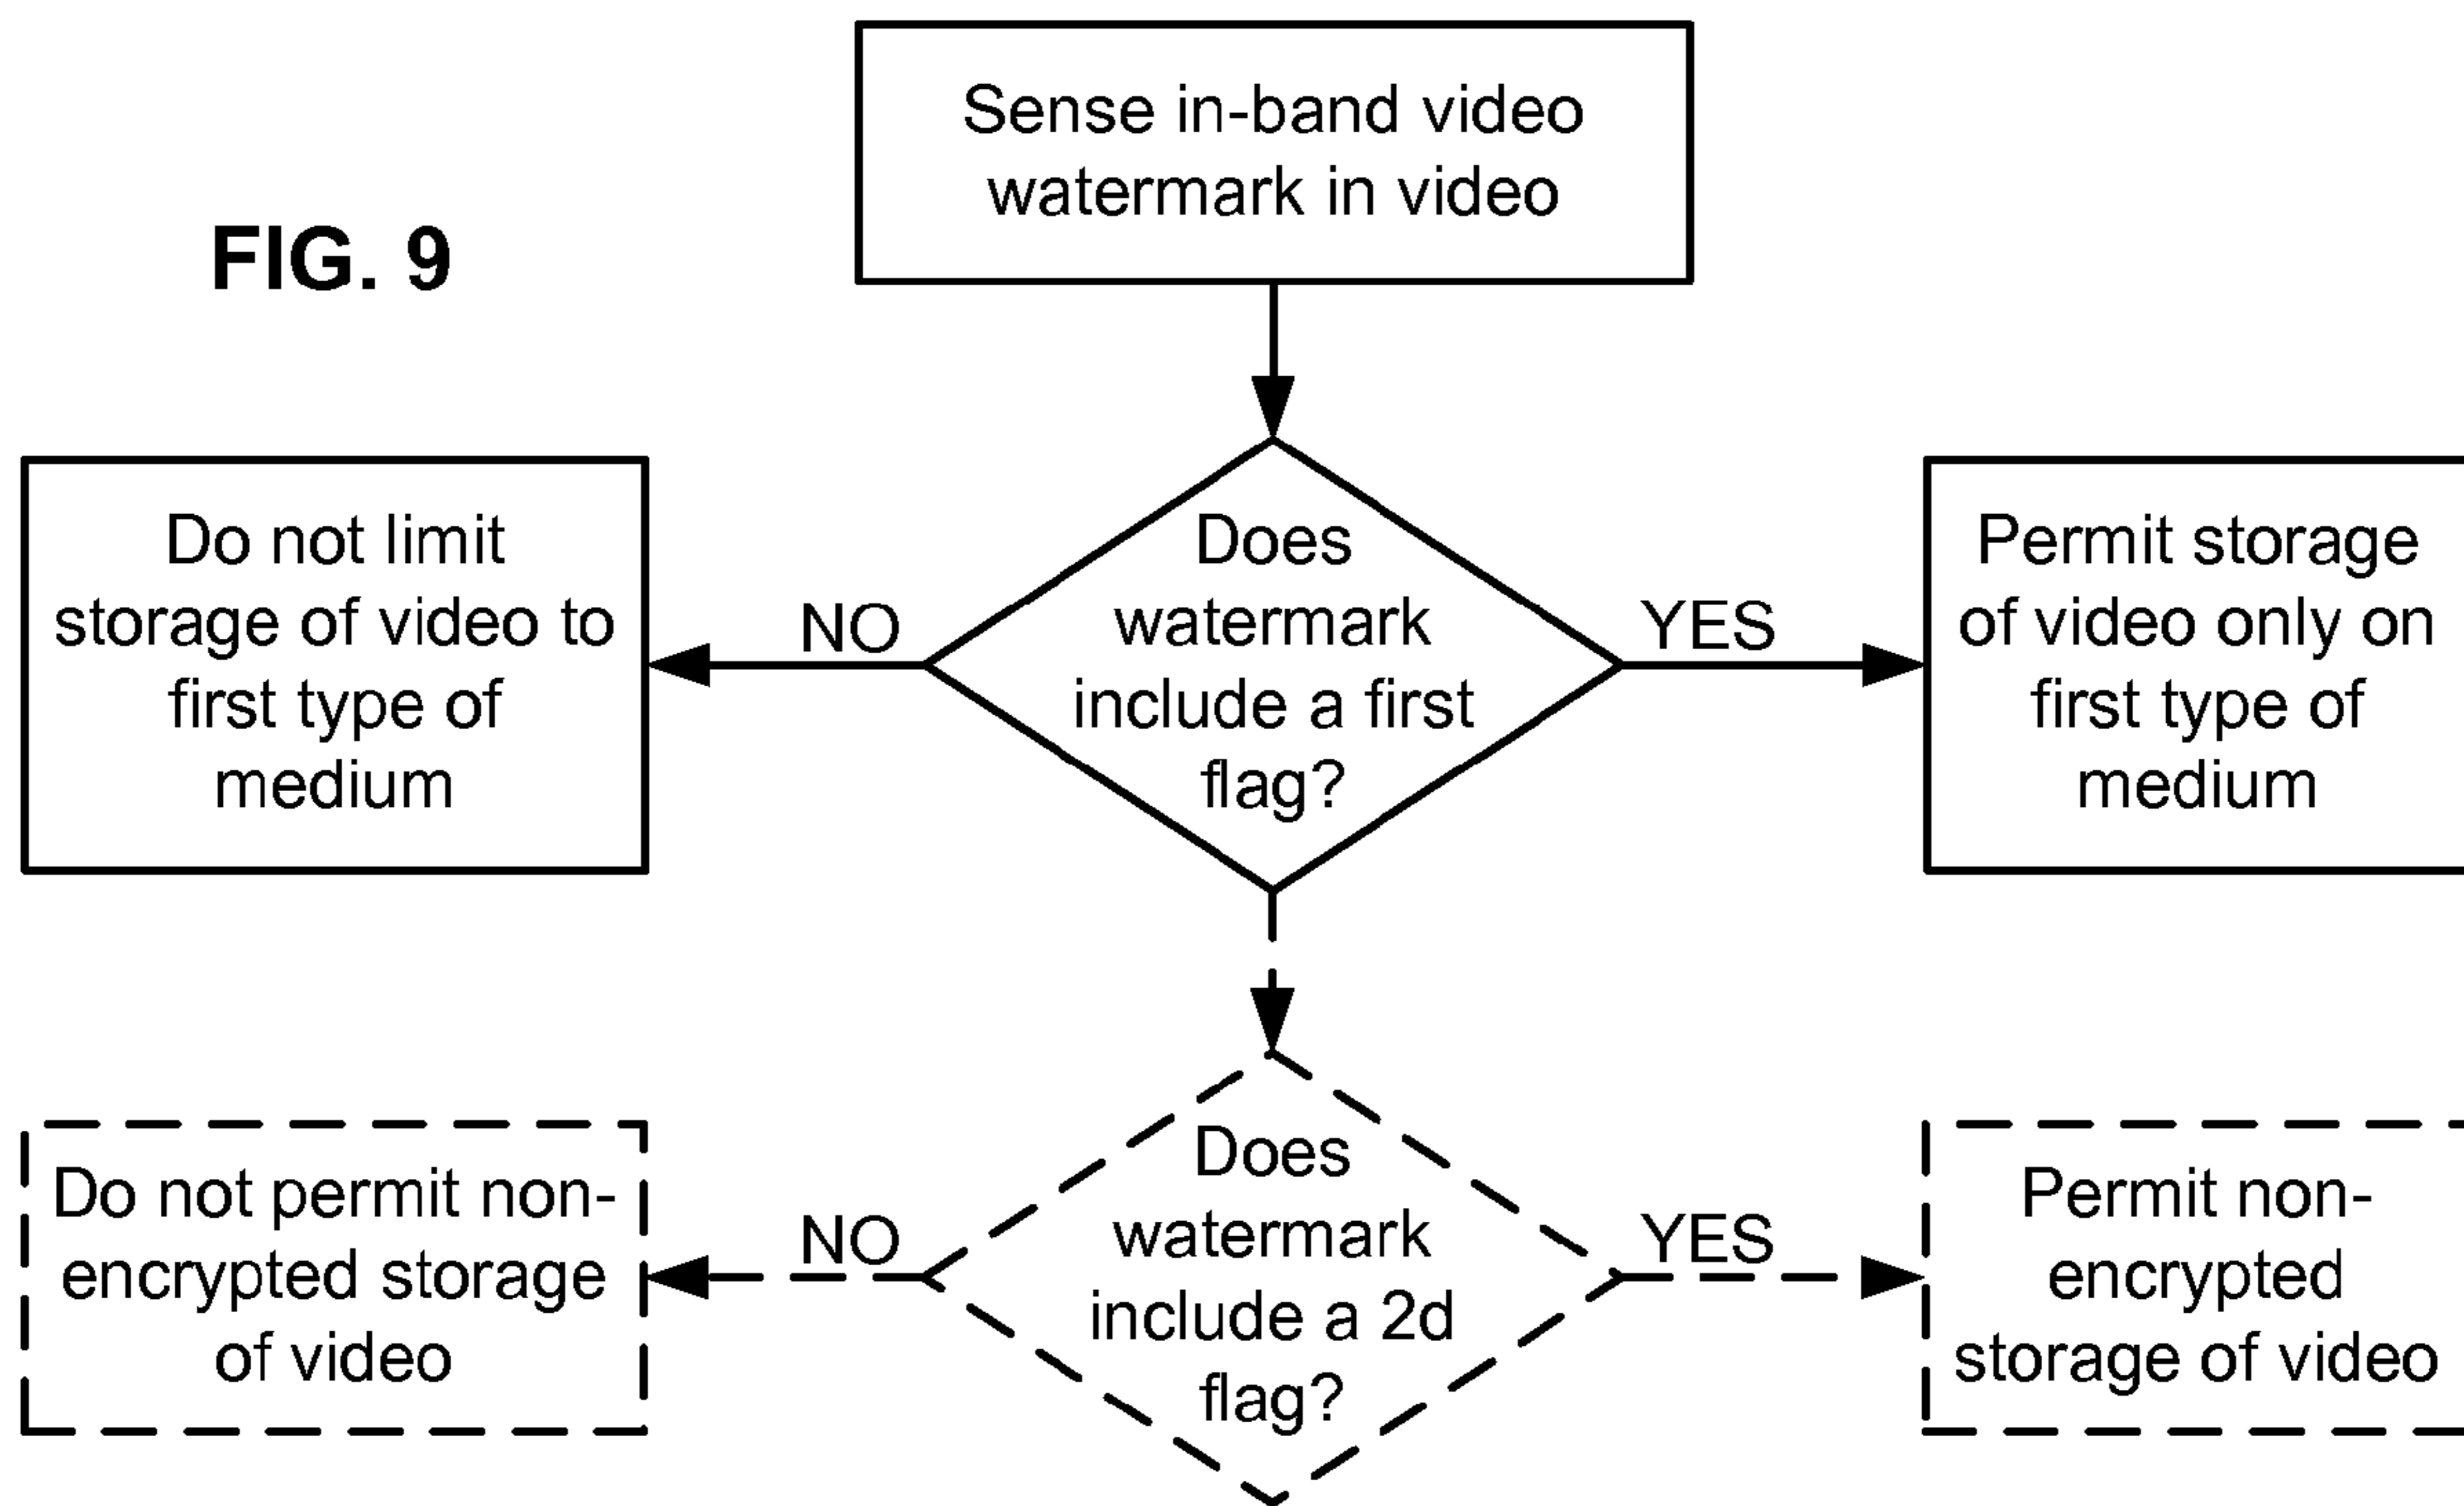 Sense in-band video
watermark in video
FIG. 9
Do not limit
storage of video to
first type of
medium
NO
Does
watermark
include a first
flag?
YES
Permit storage
of video only on
first type of
medium
Do not permit non-
encrypted storage
of video
NO
Does
watermark
include a 2d
flag?
YES
Permit non-
encrypted
storage of video